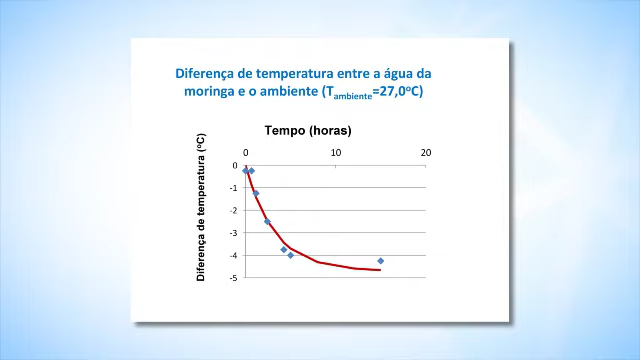 Diferença de temperatura entre a água da
moringa e o ambiente (Tambiente=27,0ºC)
Tempo (horas)
0 10 20
Diferença de temperatura (ºC)
0
-1
-2
-3
-4
-5